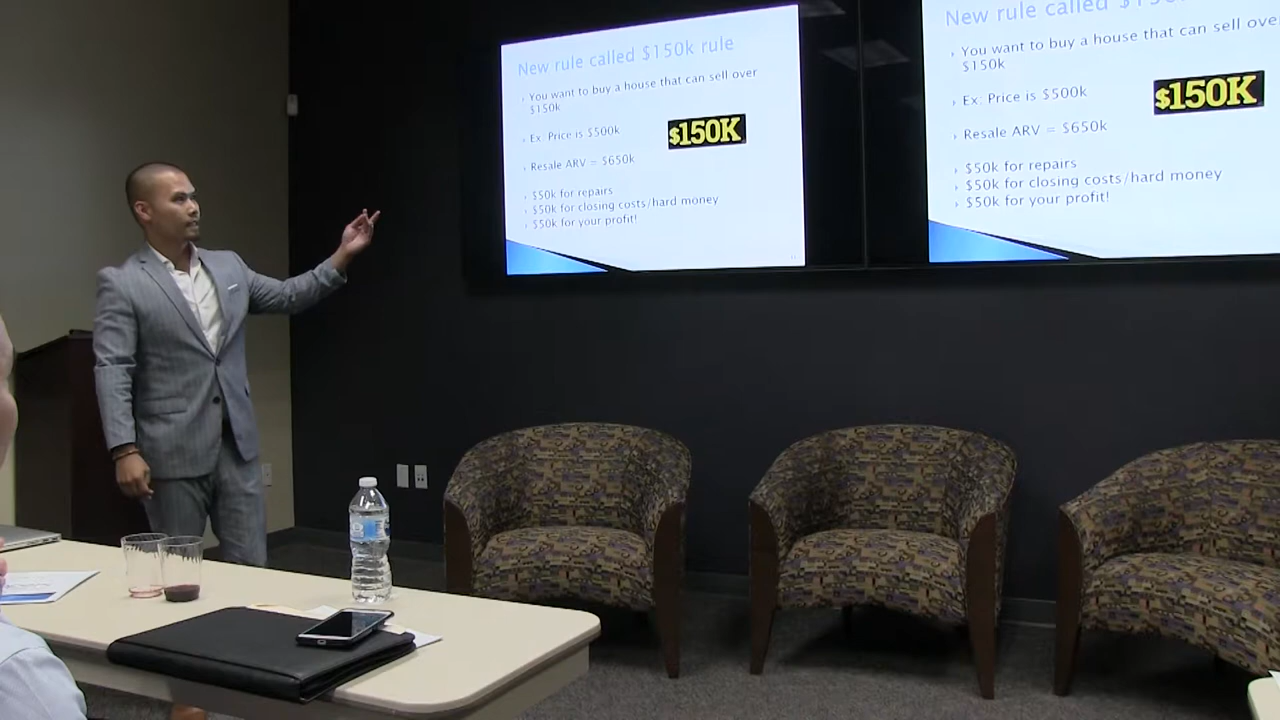 New rule called $150k rule
You want to buy a house that can sell over
$150k
Ex: Price is $500k
$150K
Resale ARV = $650k
$50k for repairs
$50k for closing costs/hard money
$50k for your profit!
New rule called
You want to buy a house that can sell
$150k
Ex: Price is $500k
$150K
Resale ARV = $650k
$50k for repairs
$50k for closing costs/hard money
$50k for your profit!